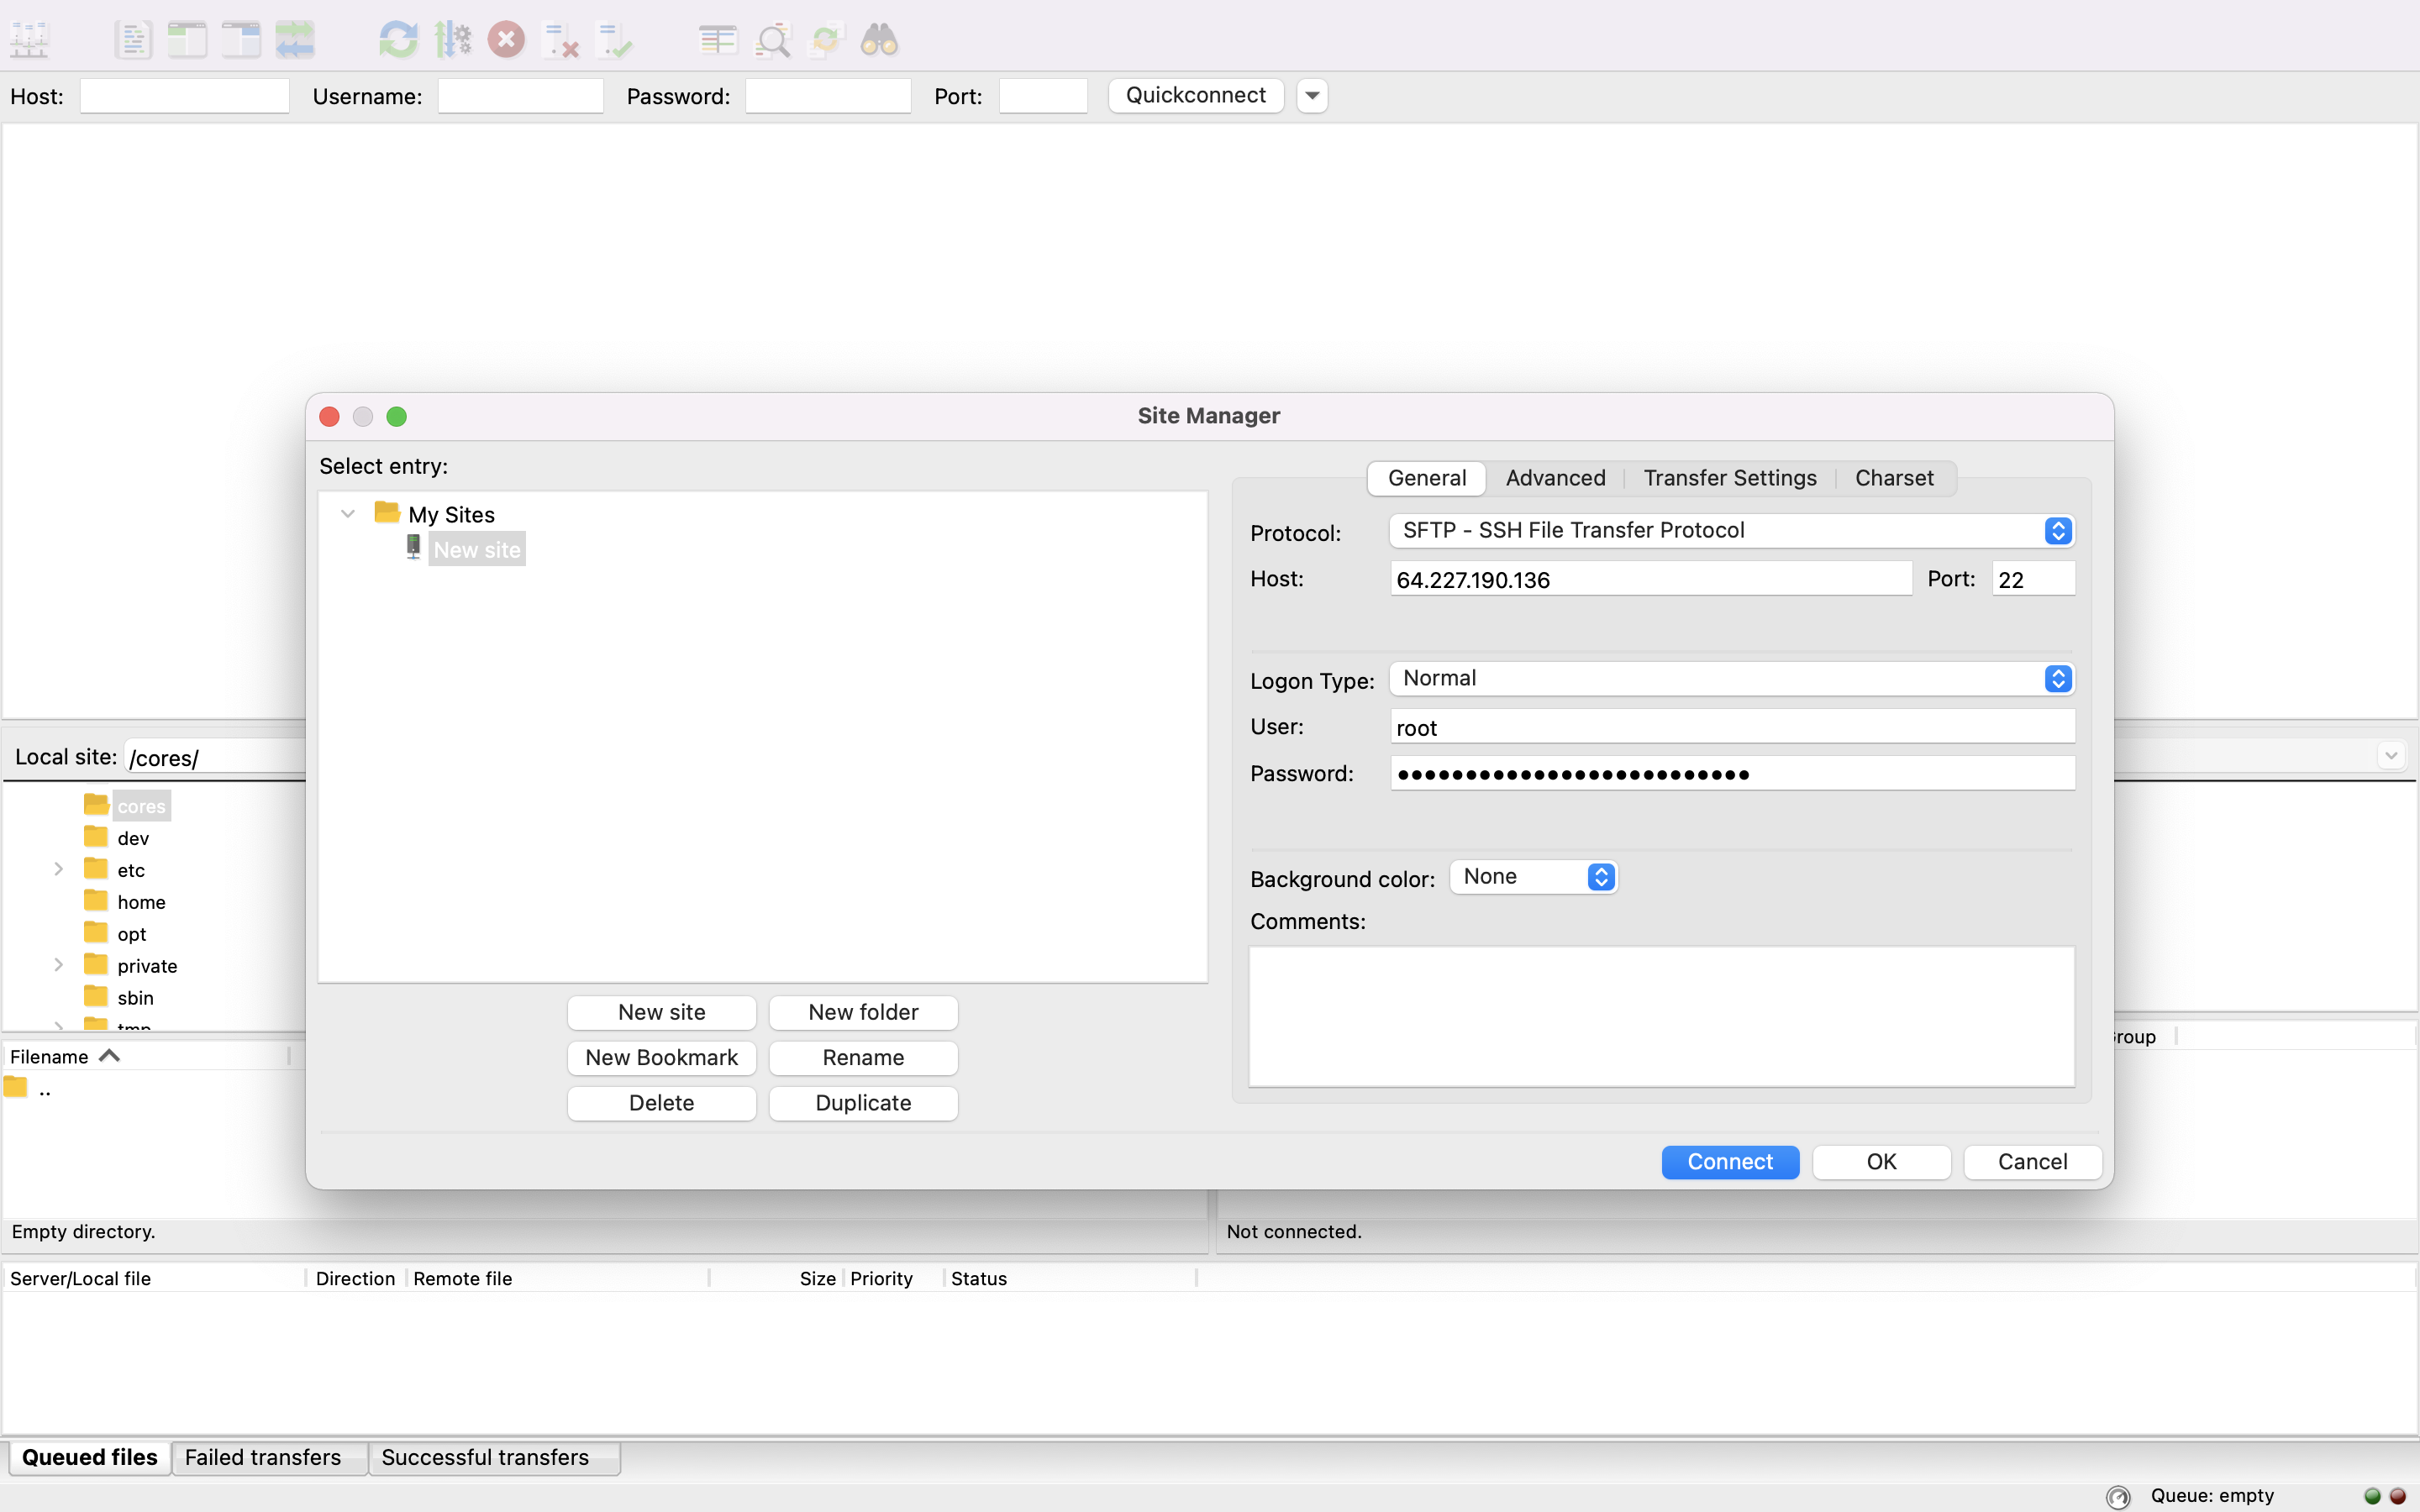 Host:
Username:
Password:
Port:
Quickconnect
Site Manager
Select entry:
My Sites
New site
General
Advanced
Transfer Settings
Charset
Protocol:
SFTP - SSH File Transfer Protocol
Host:
64.227.190.136
Port:
22
Logon Type:
Normal
User:
root
Password:
●●●●●●●●●●●●●●●●●●●●●●●●●●
Background color:
None
Comments:
New site
New folder
New Bookmark
Rename
Delete
Duplicate
Connect
OK
Cancel
Local site:
/cores/
cores
dev
etc
home
opt
private
sbin
tmp
Filename
..
roup
Empty directory.
Not connected.
Server/Local file
Direction
Remote file
Size
Priority
Status
Queued files
Failed transfers
Successful transfers
Queue: empty